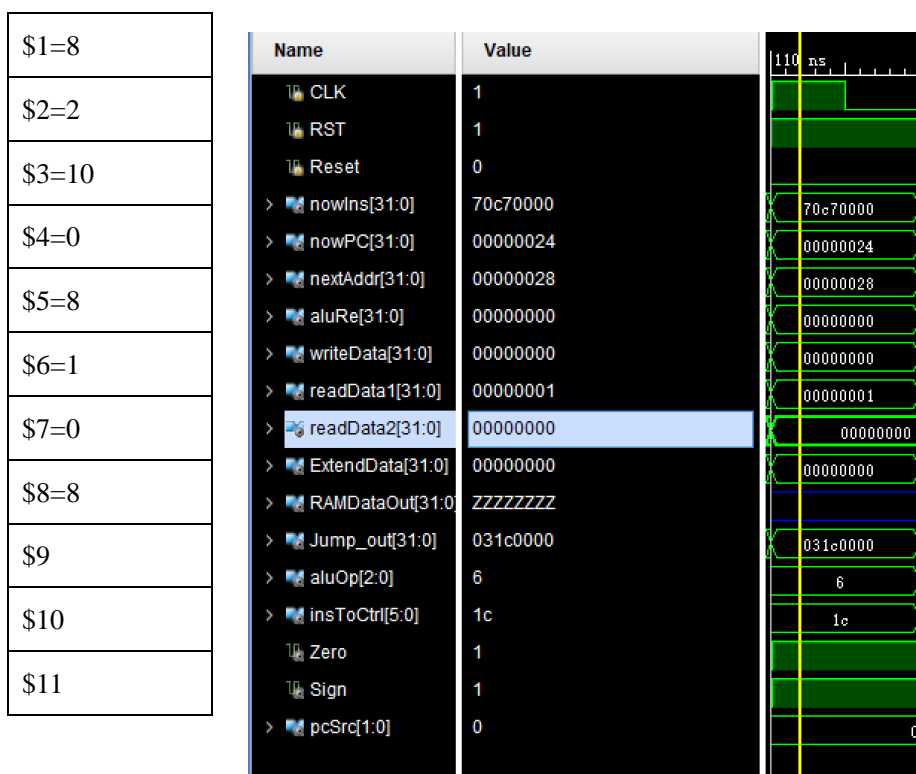 $1=8
$2=2
$3=10
$4=0
$5=8
$6=1
$7=0
$8=8
$9
$10
$11
Name Value 110 ns
CLK 1
RST 1
Reset 0
> nowIns[31:0] 70c70000 70c70000
> nowPC[31:0] 00000024 00000024
> nextAddr[31:0] 00000028 00000028
> aluRe[31:0] 00000000 00000000
> writeData[31:0] 00000000 00000000
> readData1[31:0] 00000001 00000001
> readData2[31:0] 00000000 00000000
> ExtendData[31:0] 00000000 00000000
> RAMDataOut[31:0] ZZZZZZZZ
> Jump_out[31:0] 031c0000 031c0000
> aluOp[2:0] 6 6
> insToCtrl[5:0] 1c 1c
Zero 1
Sign 1
> pcSrc[1:0] 0 0